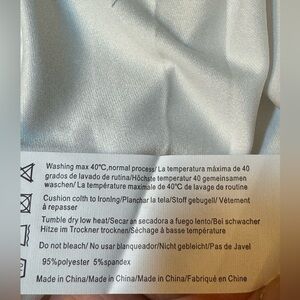 Washing max 40℃,normal process/ La temperatura máxima de 40
grados de lavado de rutina/Höchste temperatur 40 gemeinsamen
waschen/ La température maximale de 40℃ de lavage de routine
Cushion colth to Ironing/Planchar la tela/Stoff gebugell/ Vêtement
à repasser
Tumble dry low heat/Secar en secadora a fuego lento/Bei schwacher
Hitze im Trockner trocknen/Séchage à basse température
Do not bleach/ No usar blanqueador/Nicht gebleicht/Pas de Javel
95%polyester 5%spandex
Made in China/Made in China/Made in China/Fabriqué en Chine